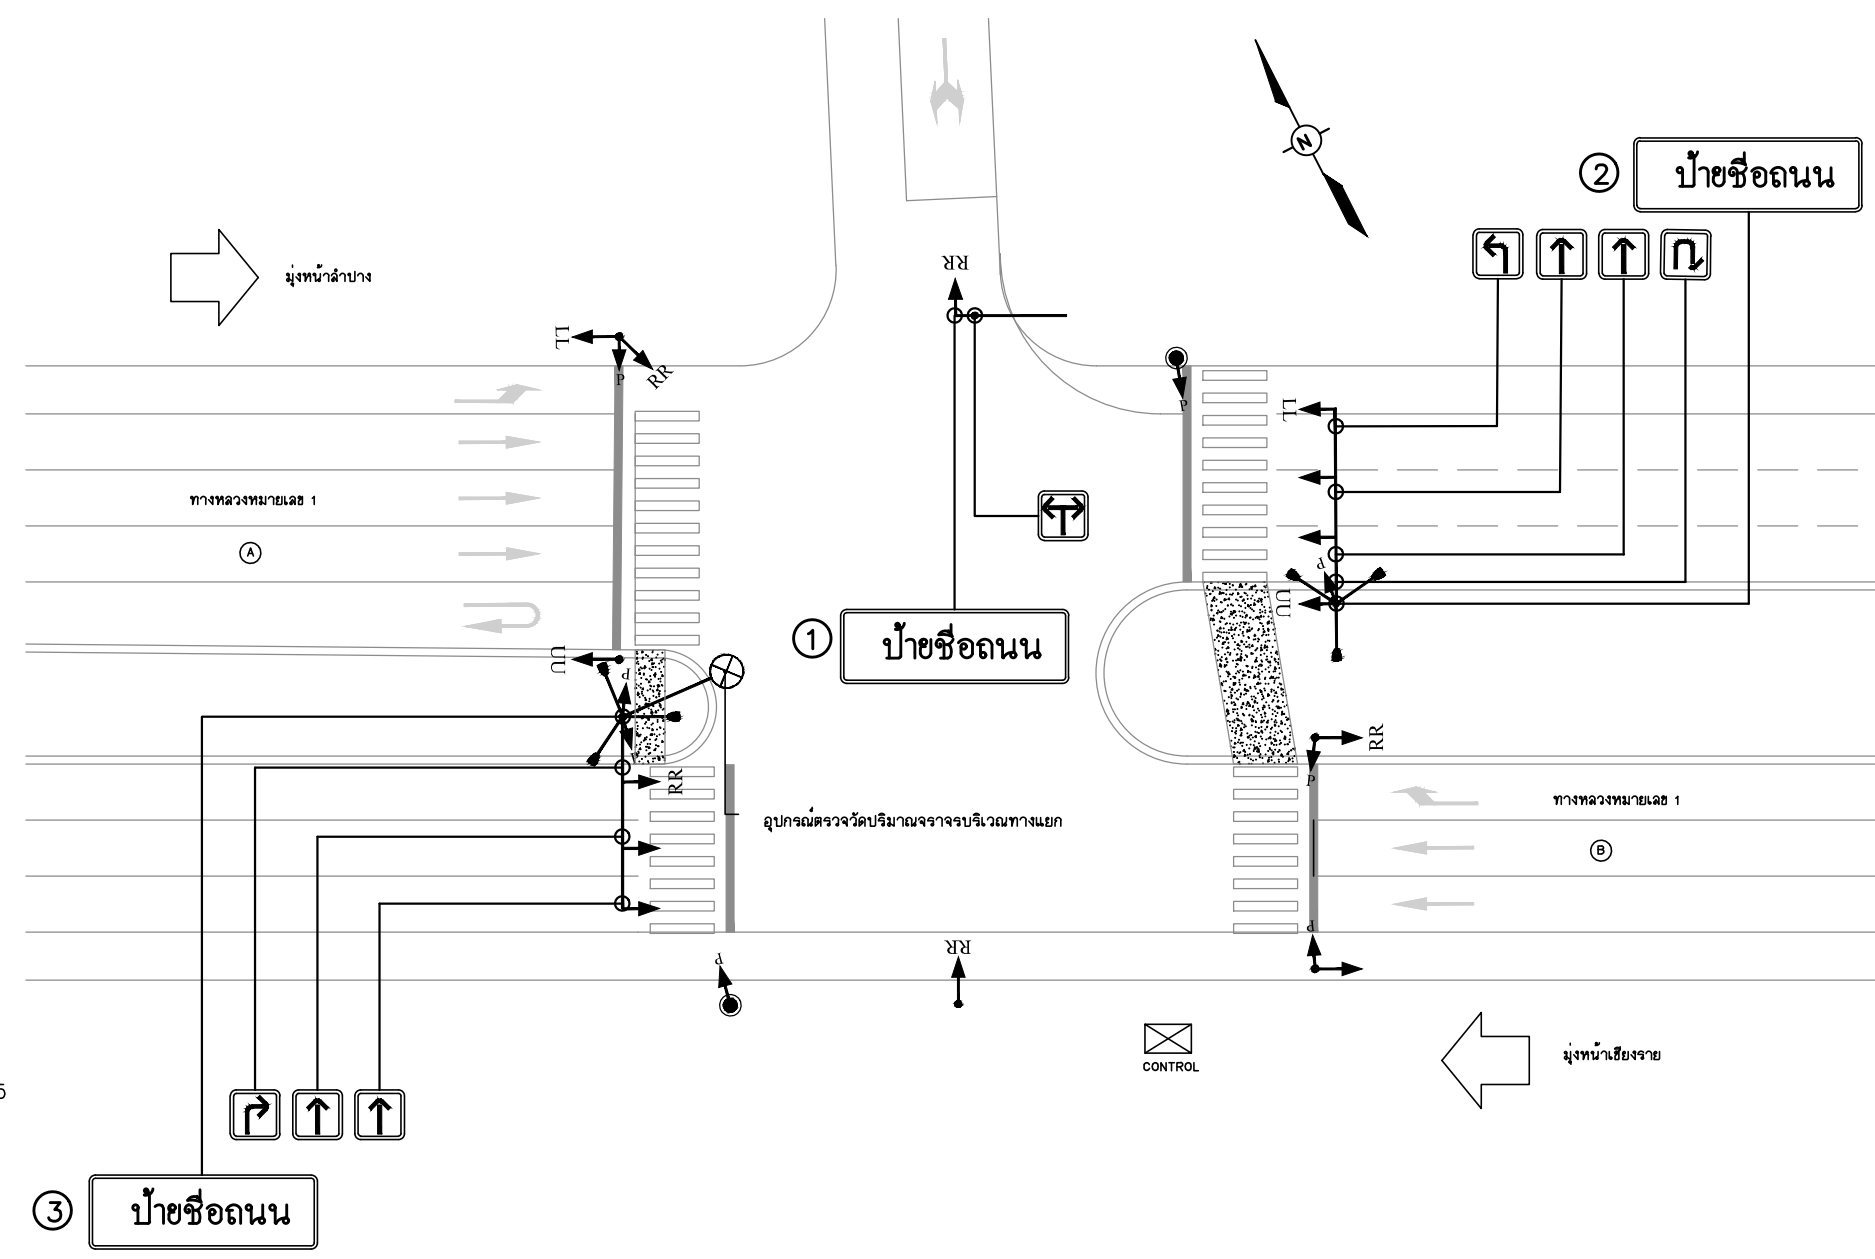 N
2
ป้ายชื่อถนน
มุ่งหน้าลำปาง
RR
LL
P
RR
P
LL
ทางหลวงหมายเลข 1
A
P
UU
1
ป้ายชื่อถนน
UU
P
P
RR
RR
P
ทางหลวงหมายเลข 1
อุปกรณ์ตรวจวัดปริมาณจราจรบริเวณทางแยก
B
P
RR
P
CONTROL
มุ่งหน้าเชียงราย
5
3
ป้ายชื่อถนน